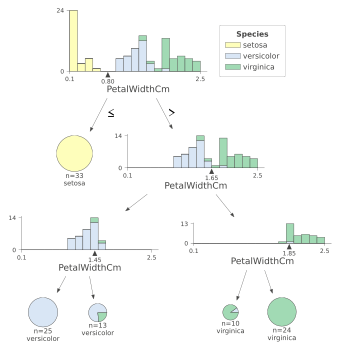 24
Species
setosa
versicolor
virginica
0
0.1
0.80
2.5
PetalWidthCm
≤
>
14
n=33
setosa
0.1
1.65
2.5
PetalWidthCm
14
0
0.1
1.45
2.5
PetalWidthCm
13
0
0.1
1.85
2.5
PetalWidthCm
n=25
versicolor
n=13
versicolor
n=10
virginica
n=24
virginica